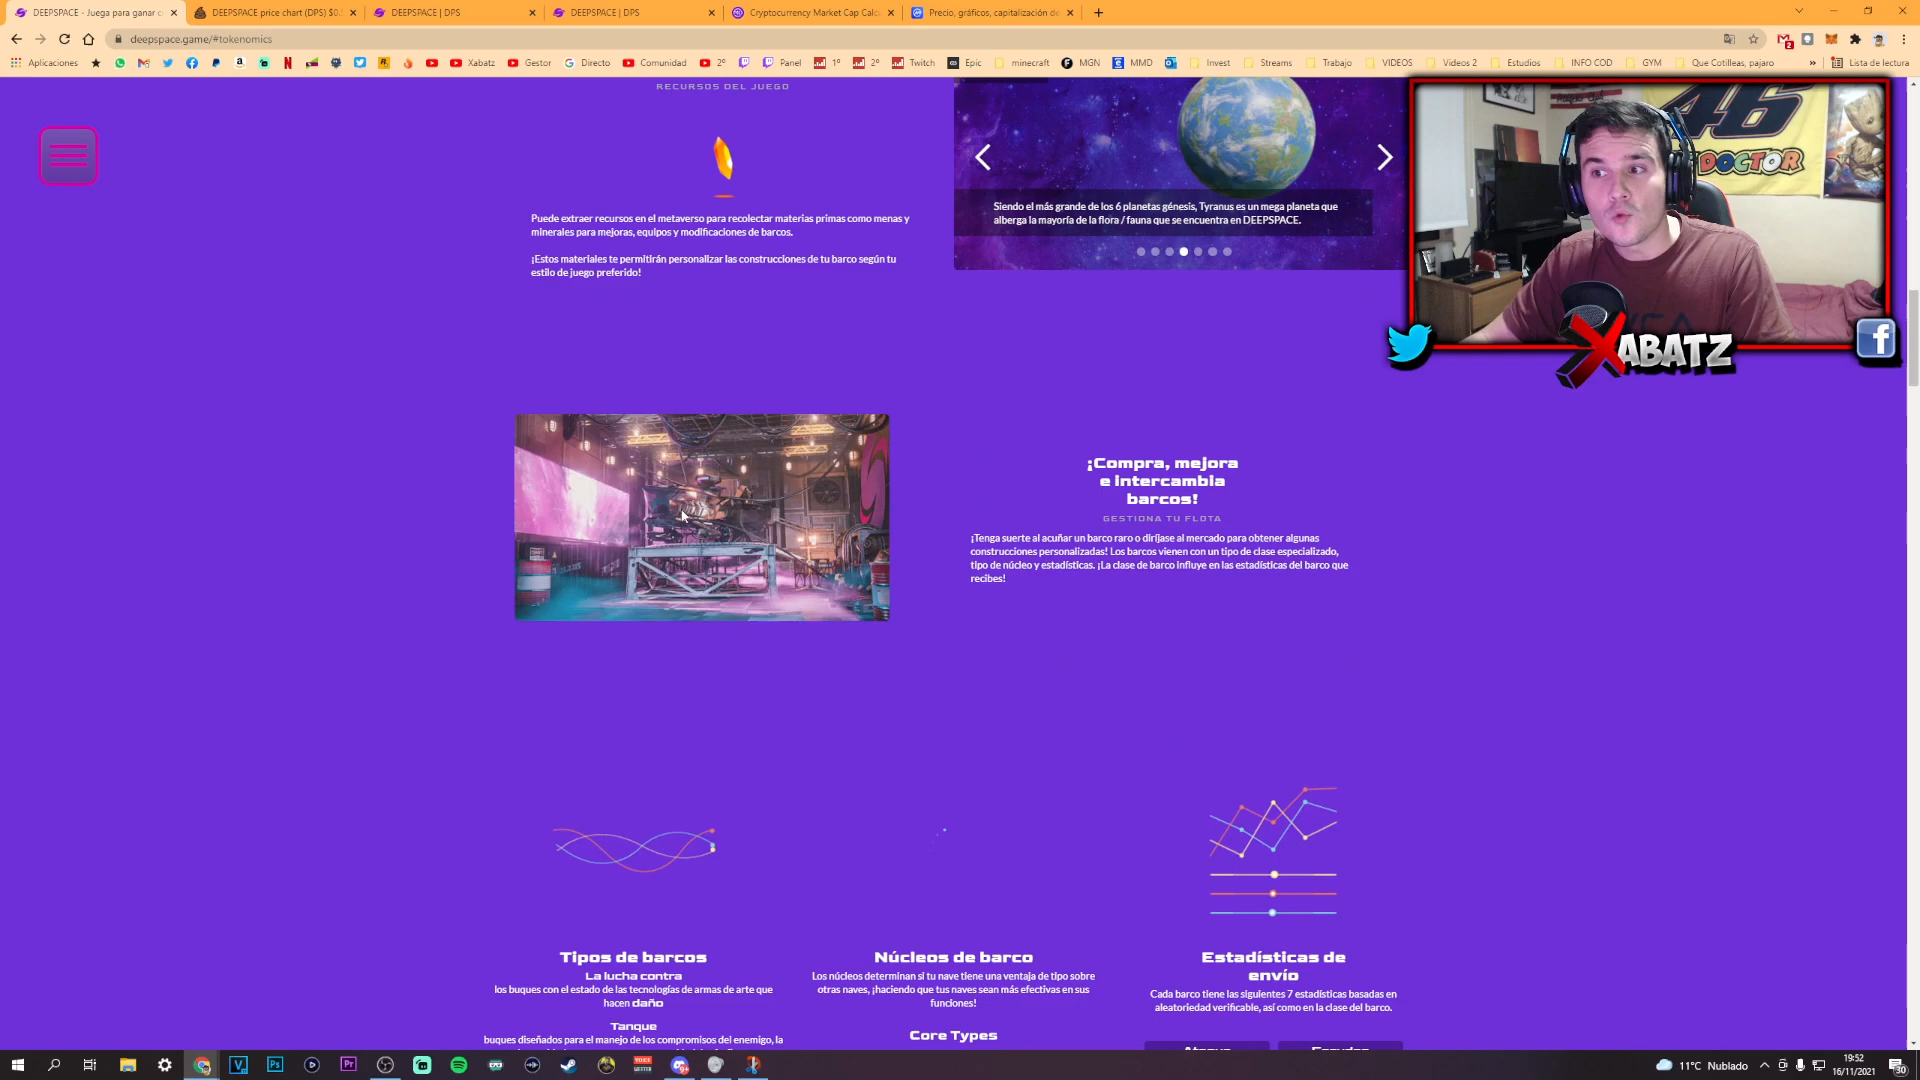 DEEPSPACE - Juega para ganar c
DEEPSPACE price chart (DPS) $0.
DEEPSPACE | DPS
DEEPSPACE | DPS
Cryptocurrency Market Cap Calc
Precio, gráficos, capitalización de
deepspace.game/#tokenomics
Aplicaciones
Xabatz
Gestor
Directo
Comunidad
2º
Panel
1º
2º
Twitch
Epic
minecraft
MGN
MMD
Invest
Streams
Trabajo
VIDEOS
Videos 2
Estudios
INFO COD
GYM
Que Cotilleas, pajaro
»
Lista de lectura
RECURSOS DEL JUEGO
Puede extraer recursos en el metaverso para recolectar materias primas como menas y
minerales para mejoras, equipos y modificaciones de barcos.
¡Estos materiales te permitirán personalizar las construcciones de tu barco según tu
estilo de juego preferido!
Siendo el más grande de los 6 planetas génesis, Tyranus es un mega planeta que
alberga la mayoría de la flora / fauna que se encuentra en DEEPSPACE.
46
DOCTOR
XABATZ
¡Compra, mejora
e intercambia
barcos!
GESTIONA TU FLOTA
¡Tenga suerte al acuñar un barco raro o diríjase al mercado para obtener algunas
construcciones personalizadas! Los barcos vienen con un tipo de clase especializado,
tipo de núcleo y estadísticas. ¡La clase de barco influye en las estadísticas del barco que
recibes!
Tipos de barcos
La lucha contra
los buques con el estado de las tecnologías de armas de arte que
hacen daño
Tanque
buques diseñados para el manejo de los compromisos del enemigo, la
Núcleos de barco
Los núcleos determinan si tu nave tiene una ventaja de tipo sobre
otras naves, ¡haciendo que tus naves sean más efectivas en sus
funciones!
Core Types
Estadísticas de
envío
Cada barco tiene las siguientes 7 estadísticas basadas en
aleatoriedad verificable, así como en la clase del barco.
Ataque
Escudos
11°C Nublado
19:52
16/11/2021
30